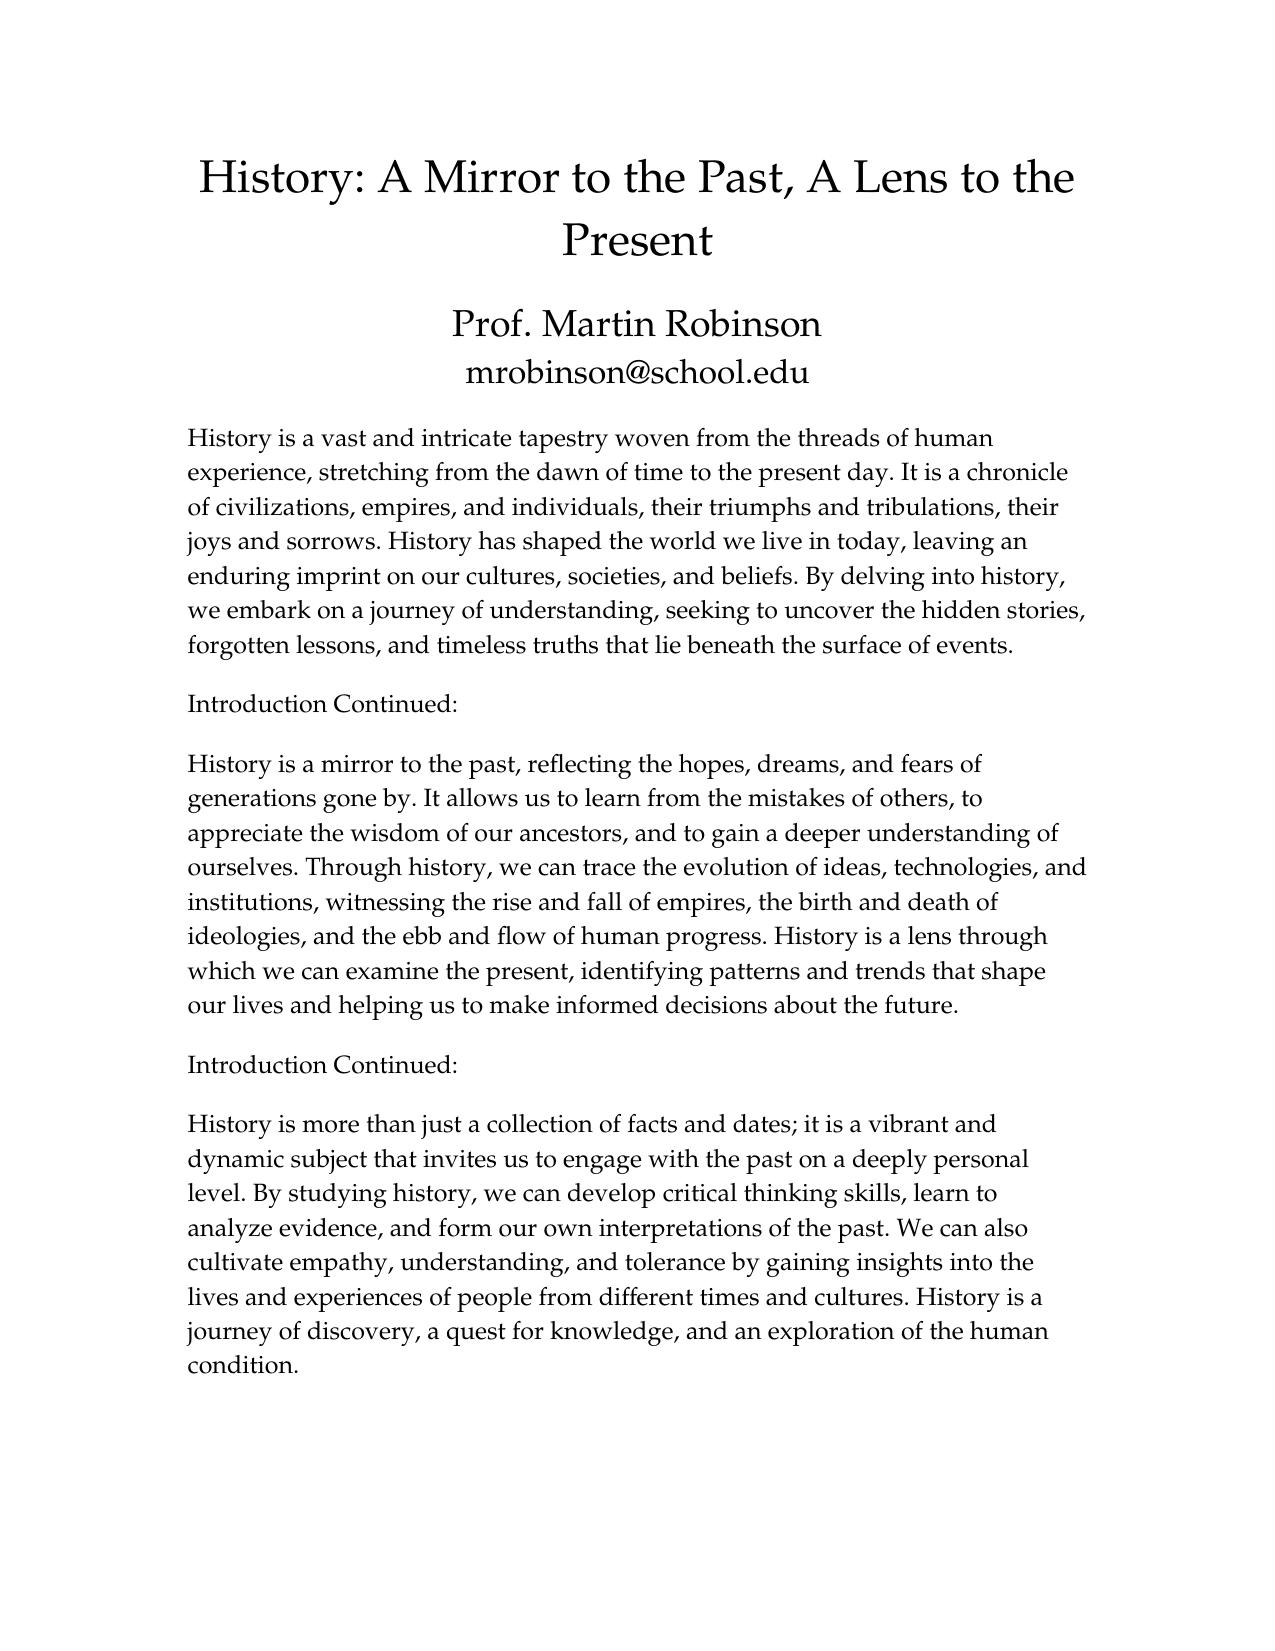 History: A Mirror to the Past, A Lens to the
Present
Prof. Martin Robinson
mrobinson@school.edu
History is a vast and intricate tapestry woven from the threads of human
experience, stretching from the dawn of time to the present day. It is a chronicle
of civilizations, empires, and individuals, their triumphs and tribulations, their
joys and sorrows. History has shaped the world we live in today, leaving an
enduring imprint on our cultures, societies, and beliefs. By delving into history,
we embark on a journey of understanding, seeking to uncover the hidden stories,
forgotten lessons, and timeless truths that lie beneath the surface of events.
Introduction Continued:
History is a mirror to the past, reflecting the hopes, dreams, and fears of
generations gone by. It allows us to learn from the mistakes of others, to
appreciate the wisdom of our ancestors, and to gain a deeper understanding of
ourselves. Through history, we can trace the evolution of ideas, technologies, and
institutions, witnessing the rise and fall of empires, the birth and death of
ideologies, and the ebb and flow of human progress. History is a lens through
which we can examine the present, identifying patterns and trends that shape
our lives and helping us to make informed decisions about the future.
Introduction Continued:
History is more than just a collection of facts and dates; it is a vibrant and
dynamic subject that invites us to engage with the past on a deeply personal
level. By studying history, we can develop critical thinking skills, learn to
analyze evidence, and form our own interpretations of the past. We can also
cultivate empathy, understanding, and tolerance by gaining insights into the
lives and experiences of people from different times and cultures. History is a
journey of discovery, a quest for knowledge, and an exploration of the human
condition.